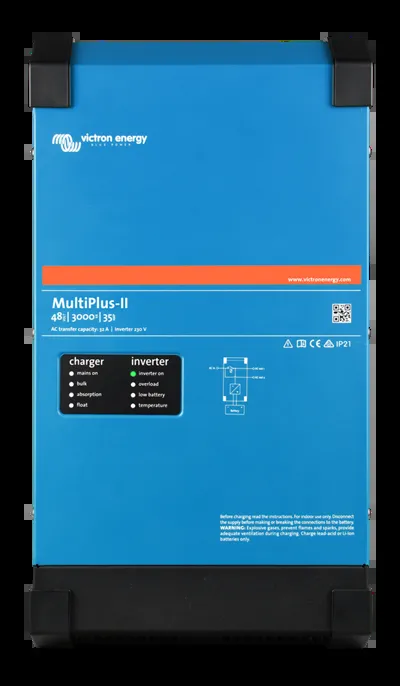 victron energy
BLUE POWER
www.victronenergy.com
MultiPlus-II
48 | 3000 | 35
AC transfer capacity: 32 A | Inverter 230 V
IP21
charger inverter
mains on inverter on
bulk overload
absorption low battery
float temperature
Battery
Before charging read the instructions. For indoor use only. Disconnect
the supply before making or breaking the connections to the battery.
WARNING: Explosive gases, prevent flames and sparks, provide
adequate ventilation during charging. Charge lead-acid or Li-Ion
batteries only.